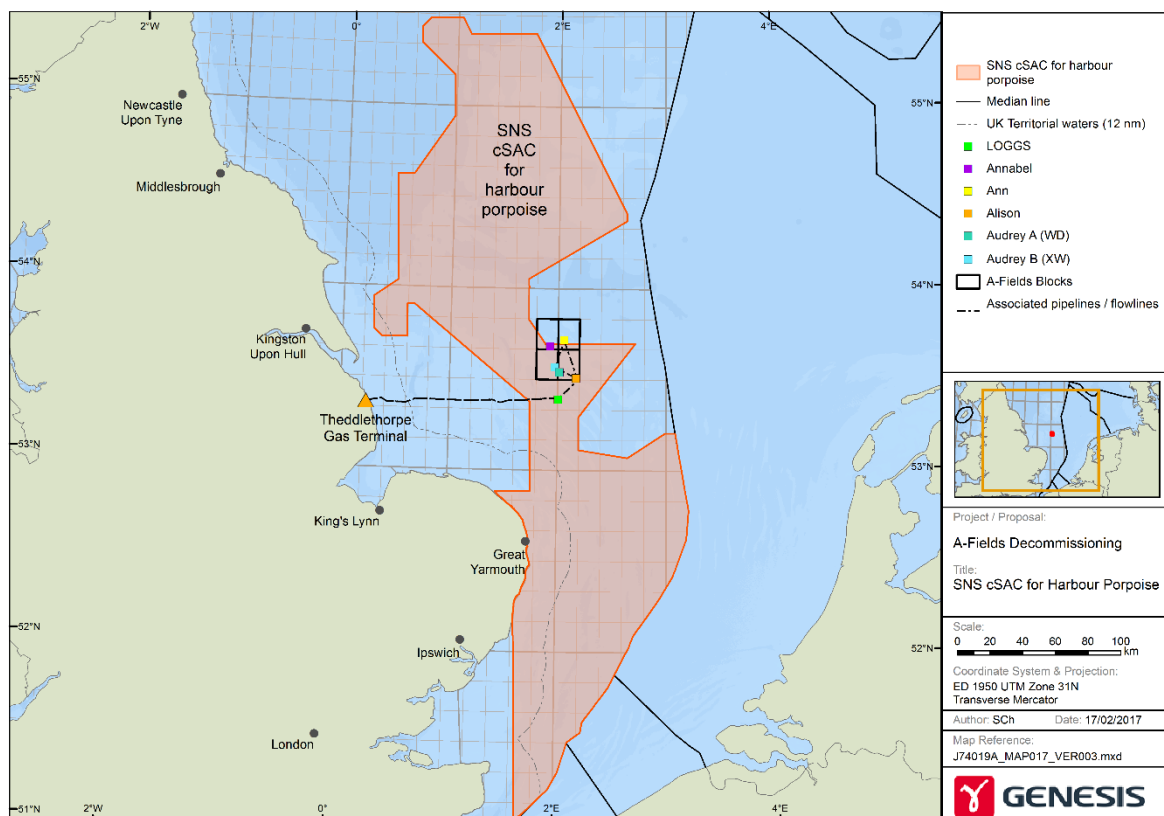 2°W
0°
2°E
4°E
55°N
55°N
Newcastle
Upon Tyne
Middlesbrough
SNS
cSAC
for
harbour
porpoise
54°N
54°N
Kingston
Upon Hull
Theddlethorpe
Gas Terminal
53°N
53°N
King's Lynn
Great
Yarmouth
52°N
52°N
Ipswich
London
51°N
2°W
0°
2°E
4°E
SNS cSAC for harbour
porpoise
Median line
UK Territorial waters (12 nm)
LOGGS
Annabel
Ann
Alison
Audrey A (WD)
Audrey B (XW)
A-Fields Blocks
Associated pipelines / flowlines
Project / Proposal:
A-Fields Decommissioning
Title:
SNS cSAC for Harbour Porpoise
Scale:
0 20 40 60 80 100
km
Coordinate System & Projection:
ED 1950 UTM Zone 31N
Transverse Mercator
Author: SCh Date: 17/02/2017
Map Reference:
J74019A_MAP017_VER003.mxd
GENESIS